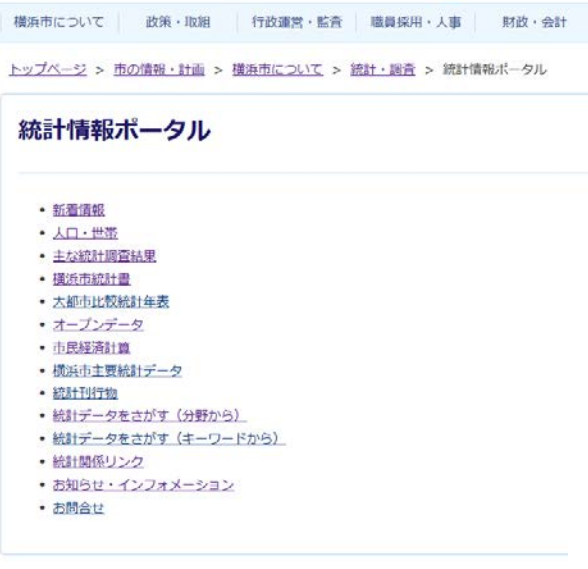 横浜市について 政策・取組 行政運営・監査 職員採用・人事 財政・会計
トップページ > 市の情報・計画 > 横浜市について > 統計・調査 > 統計情報ポータル
統計情報ポータル
• 新着情報
• 人口・世帯
• 主な統計調査結果
• 横浜市統計書
• 大都市比較統計年表
• オープンデータ
• 市民経済計算
• 横浜市主要統計データ
• 統計刊行物
• 統計データをさがす（分野から）
• 統計データをさがす（キーワードから）
• 統計関係リンク
• お知らせ・インフォメーション
• お問合せ